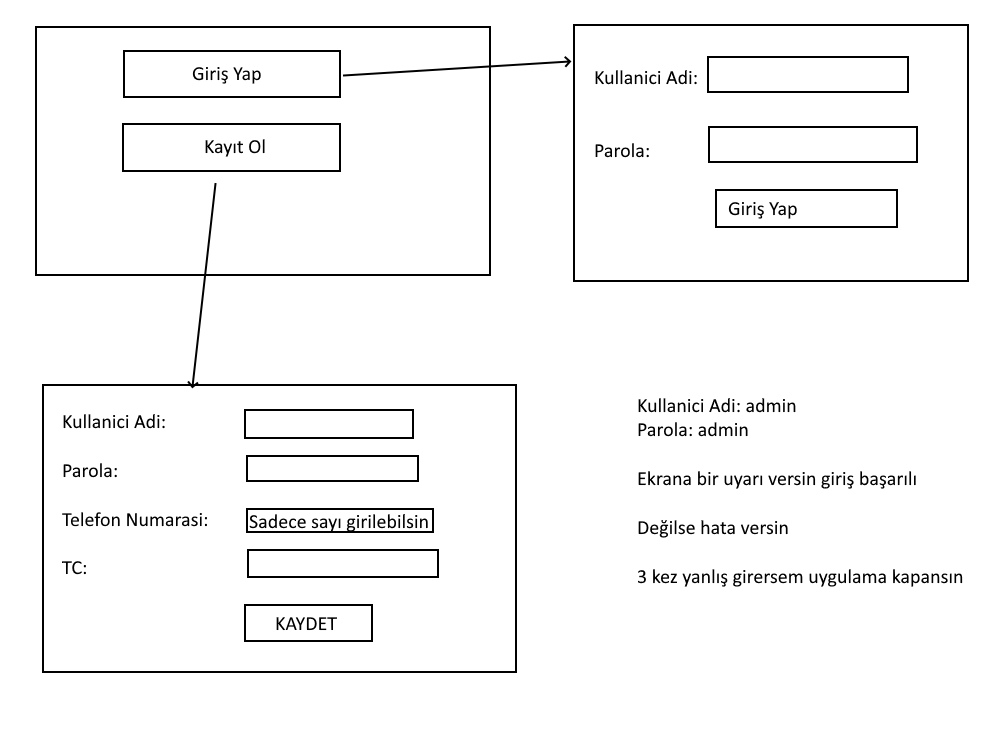 Giriş Yap
Kayıt Ol
Kullanici Adi:
Parola:
Giriş Yap
Kullanici Adi:
Parola:
Telefon Numarasi:
Sadece sayı girilebilsin
TC:
KAYDET
Kullanici Adi: admin
Parola: admin
Ekrana bir uyarı versin giriş başarılı
Değilse hata versin
3 kez yanlış girersem uygulama kapansın